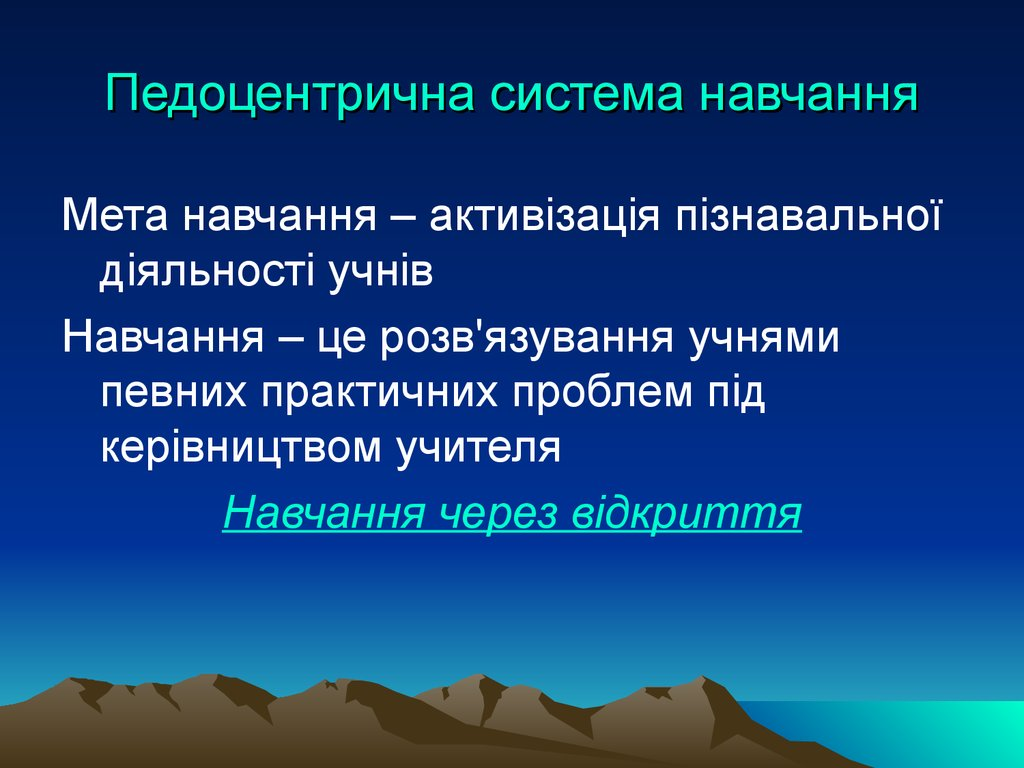 Педоцентрична система навчання
Мета навчання – активізація пізнавальної
діяльності учнів
Навчання – це розв'язування учнями
певних практичних проблем під
керівництвом учителя
Навчання через відкриття